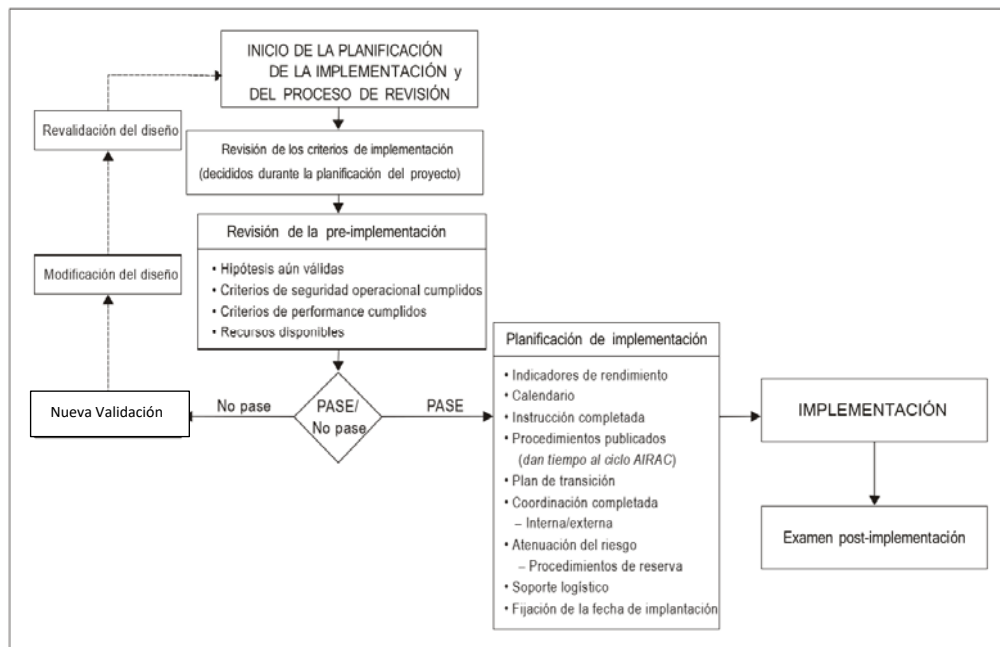 INICIO DE LA PLANIFICACIÓN
DE LA IMPLEMENTACIÓN y
DEL PROCESO DE REVISIÓN
Revalidación del diseño
Revisión de los criterios de implementación
(decididos durante la planificación del proyecto)
Revisión de la pre-implementación
• Hipótesis aún válidas
• Criterios de seguridad operacional cumplidos
• Criterios de performance cumplidos
• Recursos disponibles
Modificación del diseño
Nueva Validación
No pase
PASE/
No pase
PASE
Planificación de implementación
• Indicadores de rendimiento
• Calendario
• Instrucción completada
• Procedimientos publicados
(dan tiempo al ciclo AIRAC)
• Plan de transición
• Coordinación completada
– Interna/externa
• Atenuación del riesgo
– Procedimientos de reserva
• Soporte logístico
• Fijación de la fecha de implantación
IMPLEMENTACIÓN
Examen post-implementación